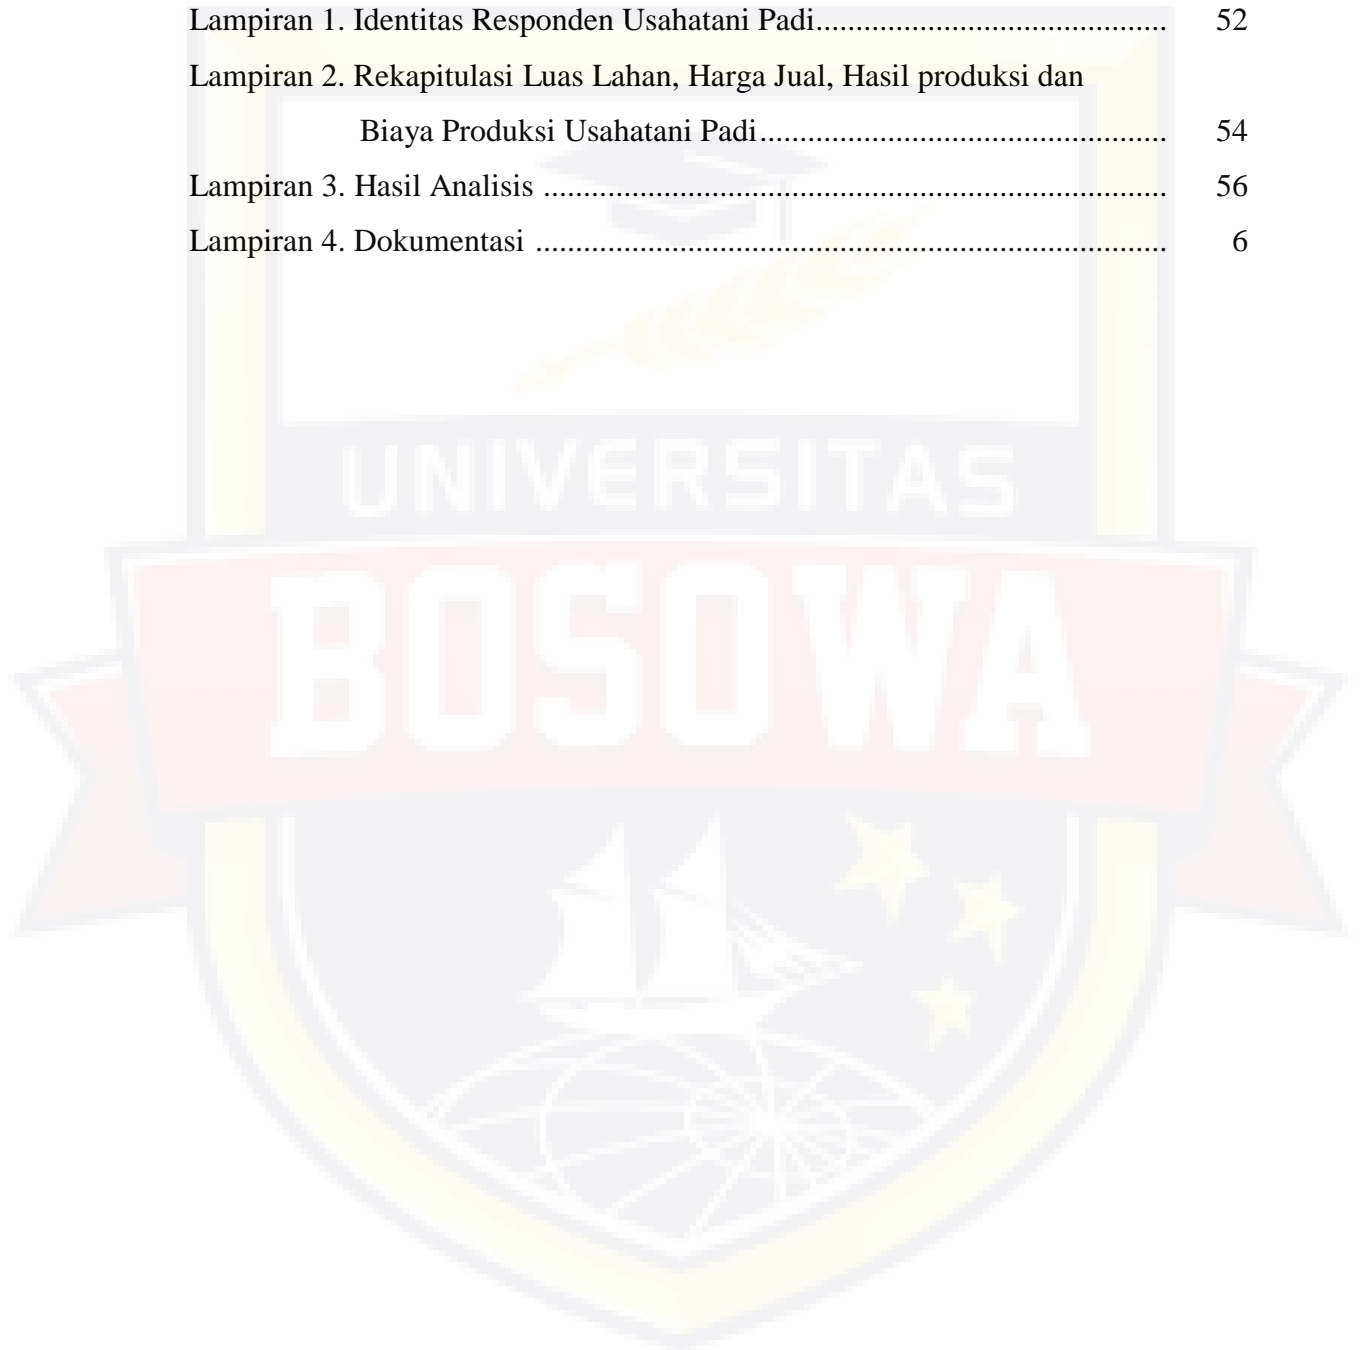 Lampiran 1. Identitas Responden Usahatani Padi........................................... 52
Lampiran 2. Rekapitulasi Luas Lahan, Harga Jual, Hasil produksi dan
Biaya Produksi Usahatani Padi.................................................. 54
Lampiran 3. Hasil Analisis ............................................................................ 56
Lampiran 4. Dokumentasi ............................................................................. 6
UNIVERSITAS
BOSOWA